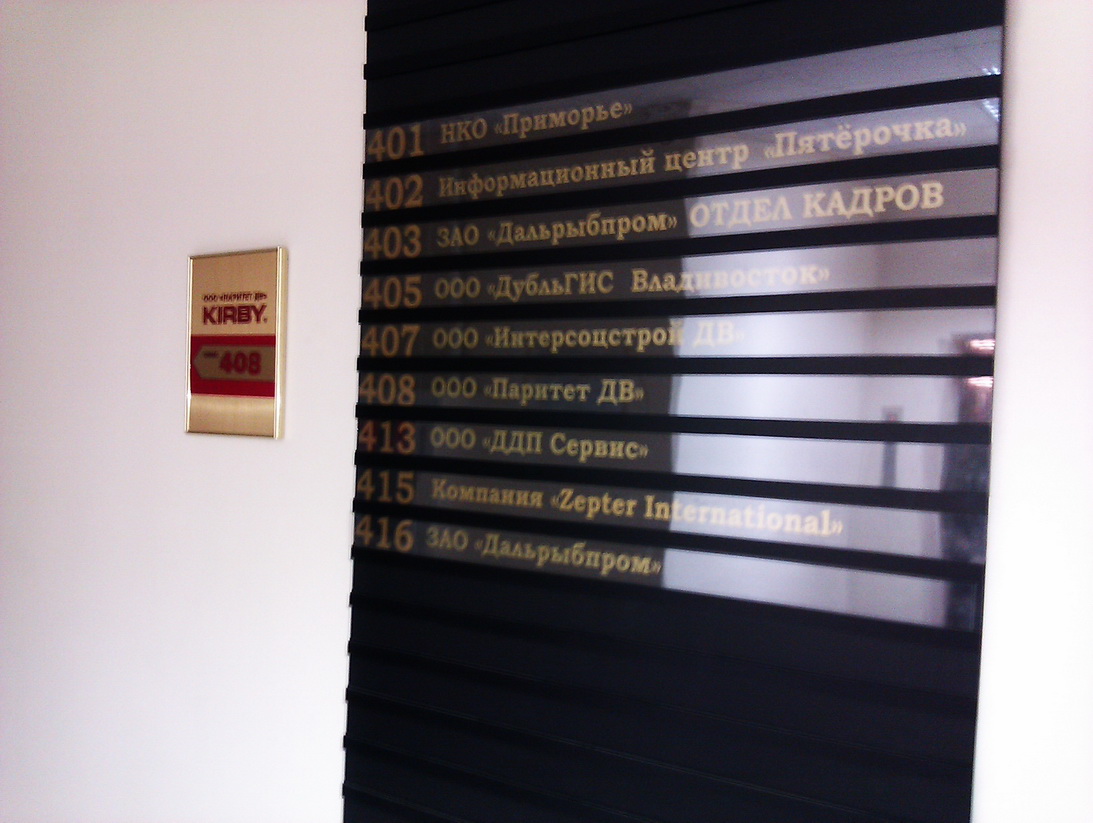 ООО «ПАРИТЕТ ДВ»
KIRBY.
408
401 НКО «Приморье»
402 Информационный центр «Пятёрочка»
403 ЗАО «Дальрыбпром» ОТДЕЛ КАДРОВ
405 ООО «ДубльГИС Владивосток»
407 ООО «Интерсоцстрой ДВ»
408 ООО «Паритет ДВ»
413 ООО «ДДП Сервис»
415 Компания «Zepter International»
416 ЗАО «Дальрыбпром»